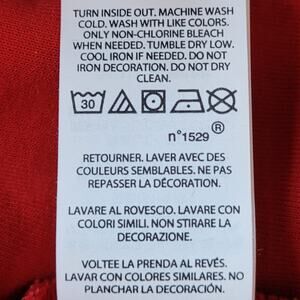 TURN INSIDE OUT. MACHINE WASH
COLD. WASH WITH LIKE COLORS.
ONLY NON-CHLORINE BLEACH
WHEN NEEDED. TUMBLE DRY LOW.
COOL IRON IF NEEDED. DO NOT
IRON DECORATION. DO NOT DRY
CLEAN.
30
n°1529 ®
RETOURNER. LAVER AVEC DES
COULEURS SEMBLABLES. NE PAS
REPASSER LA DÉCORATION.
LAVARE AL ROVESCIO. LAVARE CON
COLORI SIMILI. NON STIRARE LA
DECORAZIONE.
VOLTEE LA PRENDA AL REVÉS.
LAVAR CON COLORES SIMILARES. NO
PLANCHAR LA DECORACIÓN.